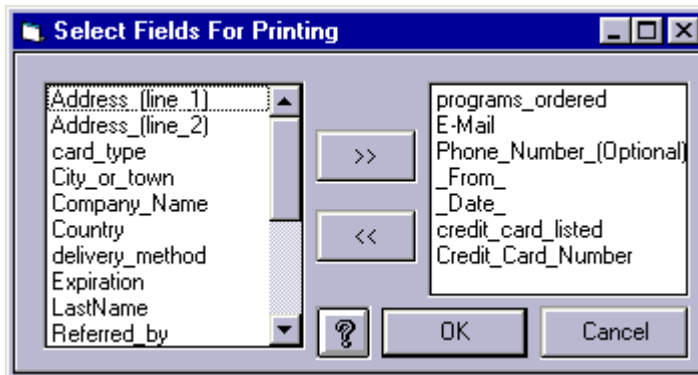 Select Fields For Printing
Address_(line_1)
Address_(line_2)
card_type
City_or_town
Company_Name
Country
delivery_method
Expiration
LastName
Referred_by
>>
<<
programs_ordered
E-Mail
Phone_Number_(Optional)
_From_
_Date_
credit_card_listed
Credit_Card_Number
?
OK
Cancel